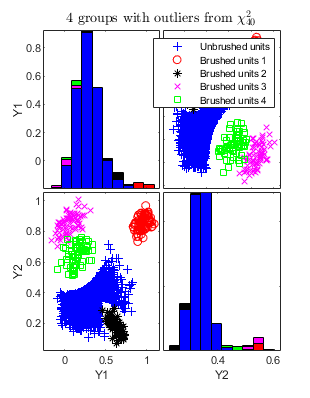 4 groups with outliers from χ²₄₀
Unbrushed units
Brushed units 1
Brushed units 2
Brushed units 3
Brushed units 4
Y1
0.8
0.6
0.4
0.2
0
Y2
1
0.8
0.6
0.4
0.2
0 0.5 1
0.4 0.6
Y1 Y2